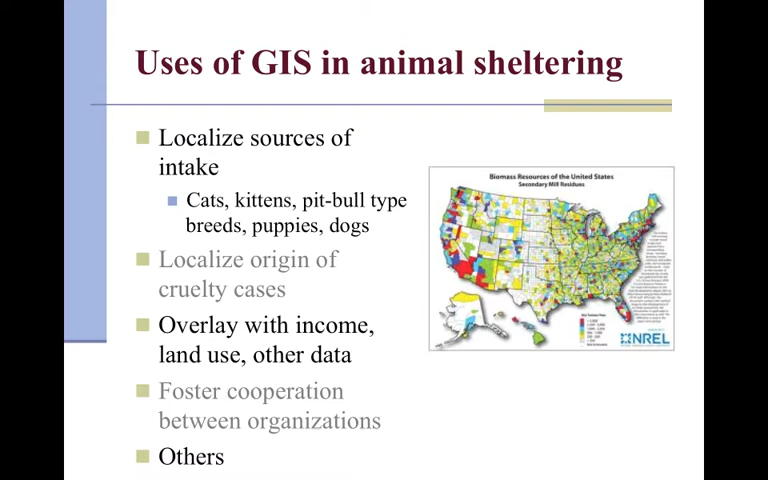 Uses of GIS in animal sheltering
Localize sources of
intake
Cats, kittens, pit-bull type
breeds, puppies, dogs
Localize origin of
cruelty cases
Overlay with income,
land use, other data
Foster cooperation
between organizations
Others
Biomass Resources of the United States
Secondary Mill Residues
NREL